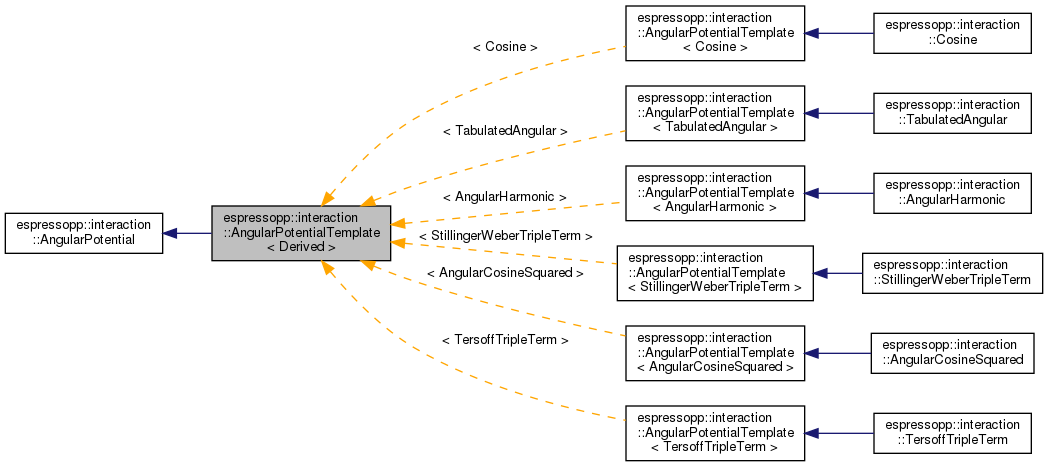 espressopp::interaction
::AngularPotential
espressopp::interaction
::AngularPotentialTemplate
< Derived >
< Cosine >
< TabulatedAngular >
< AngularHarmonic >
< StillingerWeberTripleTerm >
< AngularCosineSquared >
< TersoffTripleTerm >
espressopp::interaction
::AngularPotentialTemplate
< Cosine >
espressopp::interaction
::Cosine
espressopp::interaction
::AngularPotentialTemplate
< TabulatedAngular >
espressopp::interaction
::TabulatedAngular
espressopp::interaction
::AngularPotentialTemplate
< AngularHarmonic >
espressopp::interaction
::AngularHarmonic
espressopp::interaction
::AngularPotentialTemplate
< StillingerWeberTripleTerm >
espressopp::interaction
::StillingerWeberTripleTerm
espressopp::interaction
::AngularPotentialTemplate
< AngularCosineSquared >
espressopp::interaction
::AngularCosineSquared
espressopp::interaction
::AngularPotentialTemplate
< TersoffTripleTerm >
espressopp::interaction
::TersoffTripleTerm